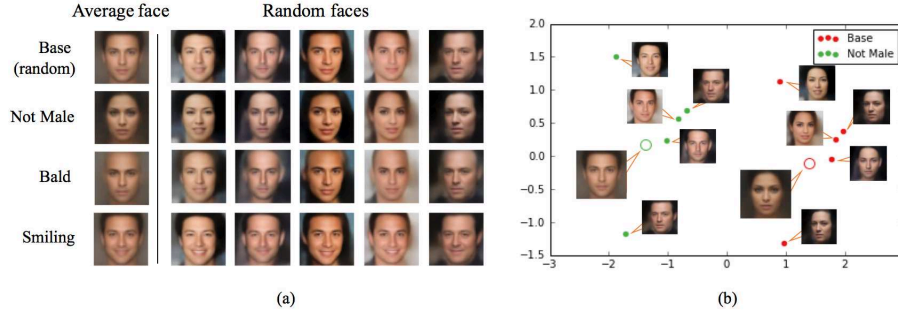 Average face Random faces
Base
(random)
Not Male
Bald
Smiling
(a)
2.0
1.5
1.0
0.5
0.0
−0.5
−1.0
−1.5
−3 −2 −1 0 1 2
Base
Not Male
(b)